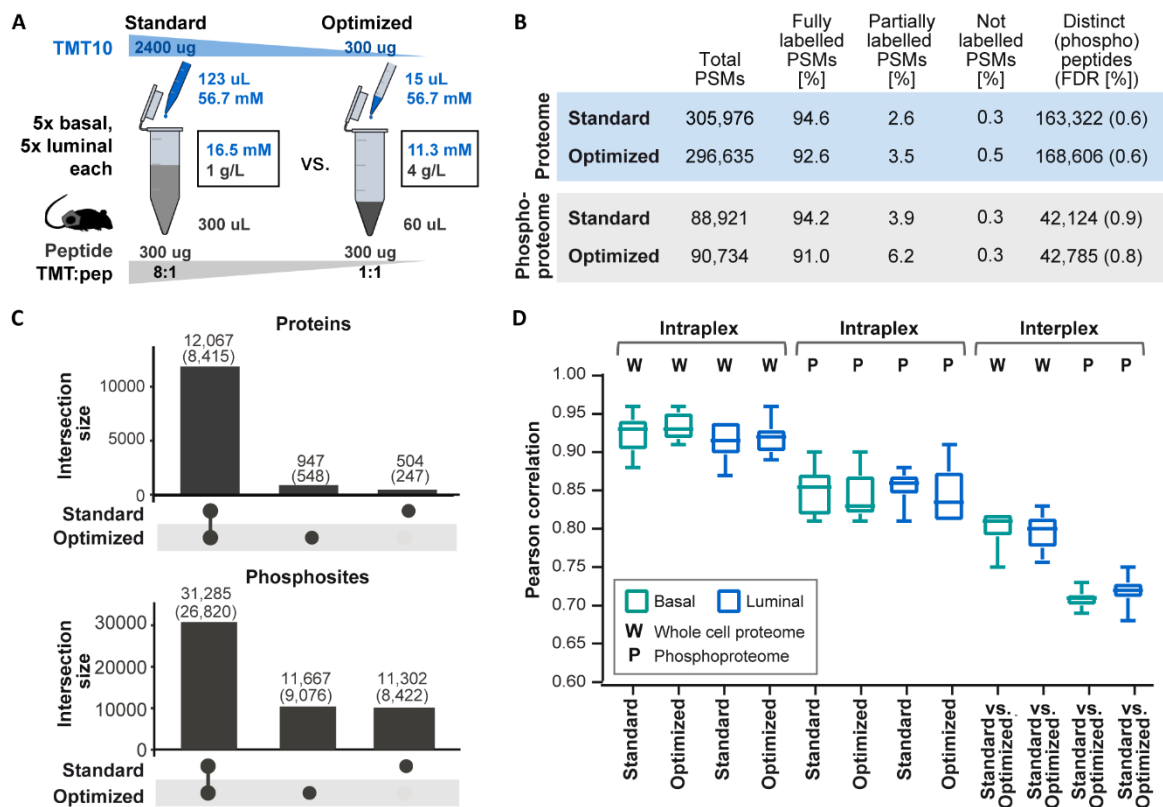 A
Standard
Optimized
TMT10
2400 ug
300 ug
123 uL
56.7 mM
15 uL
56.7 mM
5x basal,
5x luminal
each
16.5 mM
1 g/L
VS.
11.3 mM
4 g/L
300 uL
60 uL
Peptide
300 ug
300 ug
TMT:pep
8:1
1:1
B
Total
PSMs
Fully
labelled
PSMs
[%]
Partially
labelled
PSMs
[%]
Not
labelled
PSMs
[%]
Distinct
(phospho)
peptides
(FDR [%])
Proteome
Standard 305,976 94.6 2.6 0.3 163,322 (0.6)
Optimized 296,635 92.6 3.5 0.5 168,606 (0.6)
Phospho-
proteome
Standard 88,921 94.2 3.9 0.3 42,124 (0.9)
Optimized 90,734 91.0 6.2 0.3 42,785 (0.8)
C
Proteins
Intersection
size
10000
5000
0
12,067
(8,415)
947
(548)
504
(247)
Standard
Optimized
Phosphosites
Intersection
size
30000
20000
10000
0
31,285
(26,820)
11,667
(9,076)
11,302
(8,422)
Standard
Optimized
D
Intraplex Intraplex Interplex
W W W W P P P P W W P P
Pearson correlation
1.00
0.95
0.90
0.85
0.80
0.75
0.70
0.65
0.60
Basal Luminal
W Whole cell proteome
P Phosphoproteome
Standard
Optimized
Standard
Optimized
Standard
Optimized
Standard
Optimized
Standard
vs.
Optimized
Standard
vs.
Optimized
Standard
vs.
Optimized
Standard
vs.
Optimized